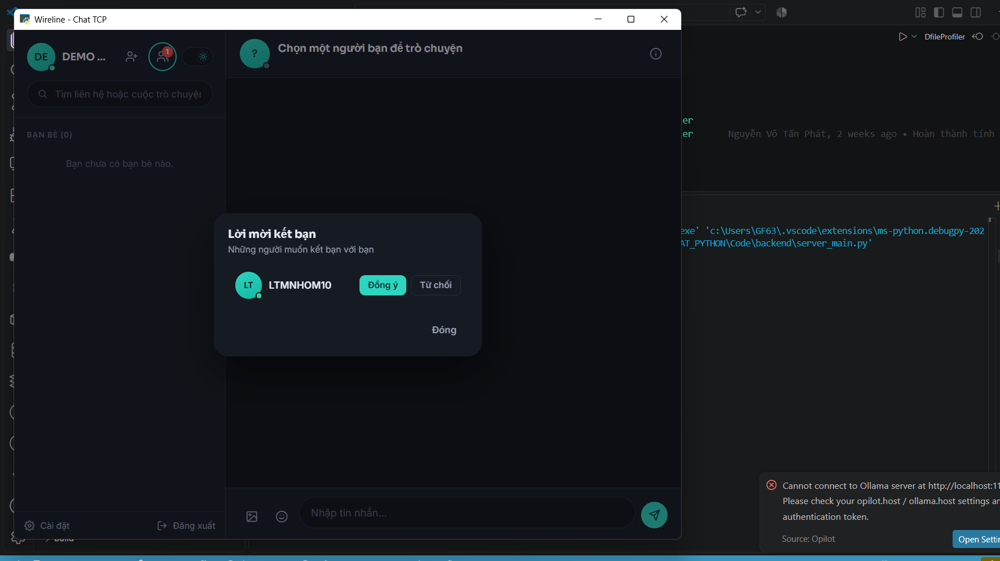 Wireline - Chat TCP
DE
DEMO ...
1
Tìm liên hệ hoặc cuộc trò chuyện
BẠN BÈ (0)
Bạn chưa có bạn bè nào.
Cài đặt
Đăng xuất
?
Chọn một người bạn để trò chuyện
Lời mời kết bạn
Những người muốn kết bạn với bạn
LT
LTMNHOM10
Đồng ý
Từ chối
Đóng
Nhập tin nhắn...
DfileProfiler
er
er
Nguyễn Võ Tấn Phát, 2 weeks ago • Hoàn thành tính
exe' 'c:\Users\GF63\.vscode\extensions\ms-python.debugpy-202
AT_PYTHON\Code\backend\server_main.py'
Cannot connect to Ollama server at http://localhost:11
Please check your opilot.host / ollama.host settings an
authentication token.
Source: Opilot
Open Settin